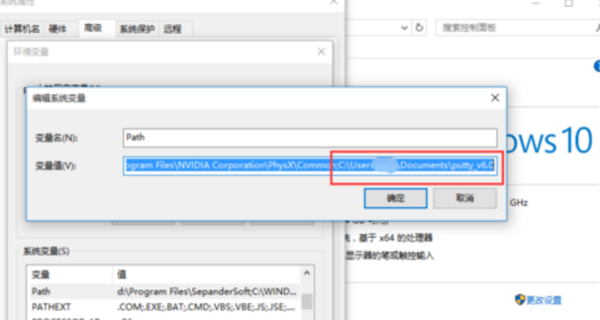 系统属性
计算机名 硬件 高级 系统保护 远程
搜索控制面板
环境变量
编辑系统变量
变量名(N): Path
变量值(V): ogram Files\NVIDIA Corporation\PhysX\Common;C:\Users\ \Documents\putty_v6.0
确定 取消
ows 10
GHz
，基于 x64 的处理器
显示器的笔或触控输入
系统变量(S)
变量 值
Path d:\Program Files\SepanderSoft;C:\WIND...
PATHEXT .COM;.EXE;.BAT;.CMD;.VBS;.VBE;.JS;.JSE;...
更改设置